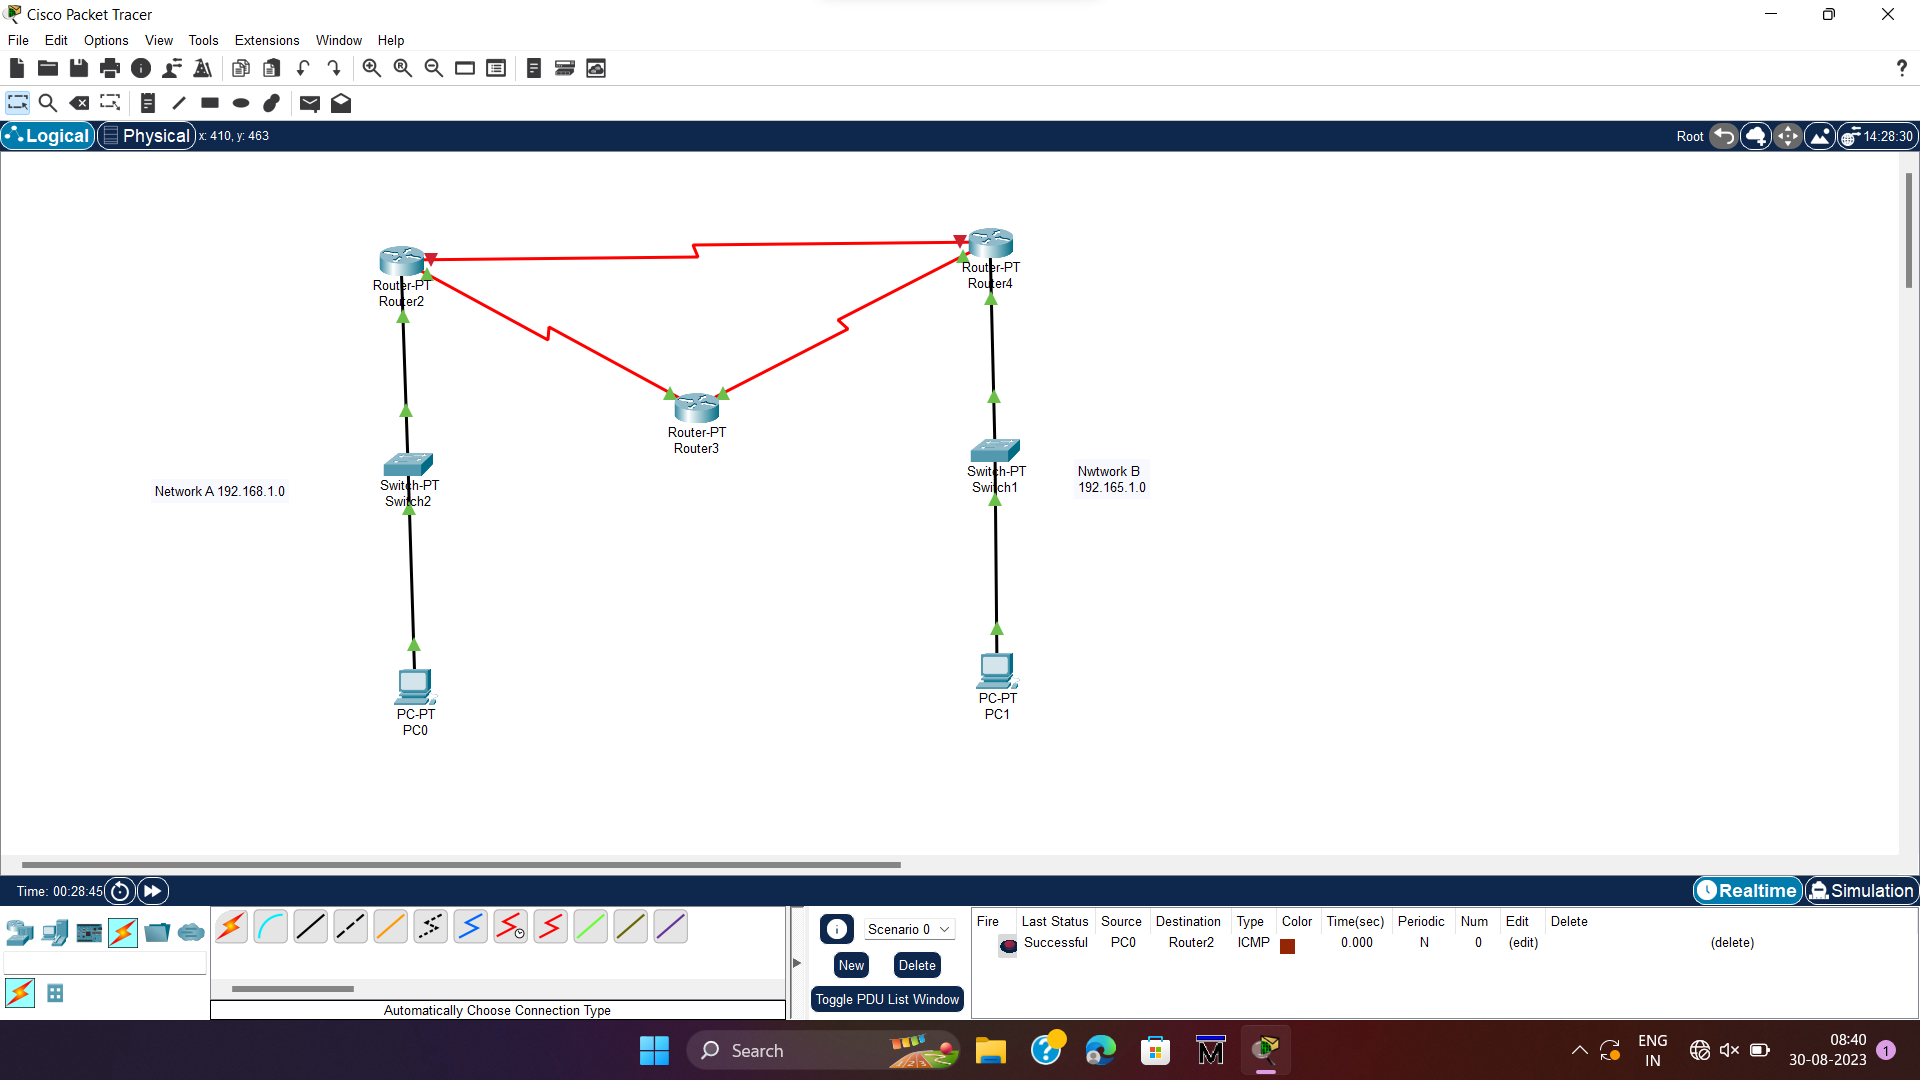 Cisco Packet Tracer
File Edit Options View Tools Extensions Window Help
?
Logical Physical x: 410, y: 463 Root 14:28:30
Router-PT
Router2
Router-PT
Router4
Router-PT
Router3
Network A 192.168.1.0
Switch-PT
Switch2
Switch-PT
Switch1
Nwtwork B
192.165.1.0
PC-PT
PC0
PC-PT
PC1
Time: 00:28:45 Realtime Simulation
Scenario 0
New Delete
Toggle PDU List Window
Fire Last Status Source Destination Type Color Time(sec) Periodic Num Edit Delete
Successful PC0 Router2 ICMP 0.000 N 0 (edit) (delete)
Automatically Choose Connection Type
Search
ENG
IN
08:40
30-08-2023
1